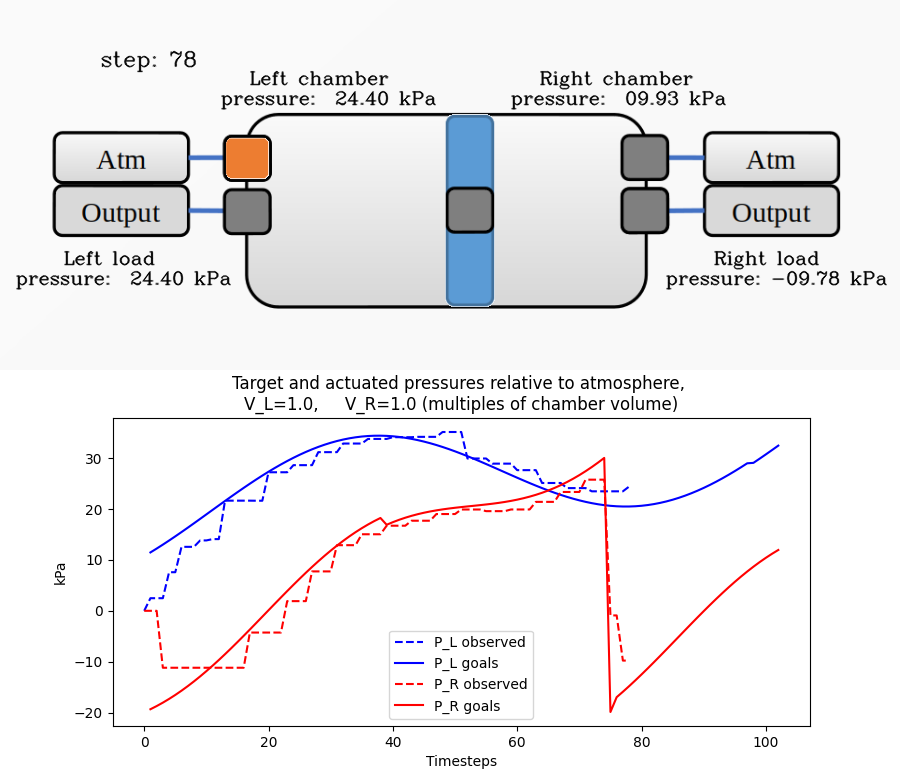 step: 78
Left chamber
pressure: 24.40 kPa
Right chamber
pressure: 09.93 kPa
Atm
Output
Atm
Output
Left load
pressure: 24.40 kPa
Right load
pressure: −09.78 kPa
Target and actuated pressures relative to atmosphere,
V_L=1.0, V_R=1.0 (multiples of chamber volume)
kPa
30
20
10
0
−10
−20
P_L observed
P_L goals
P_R observed
P_R goals
0 20 40 60 80 100
Timesteps